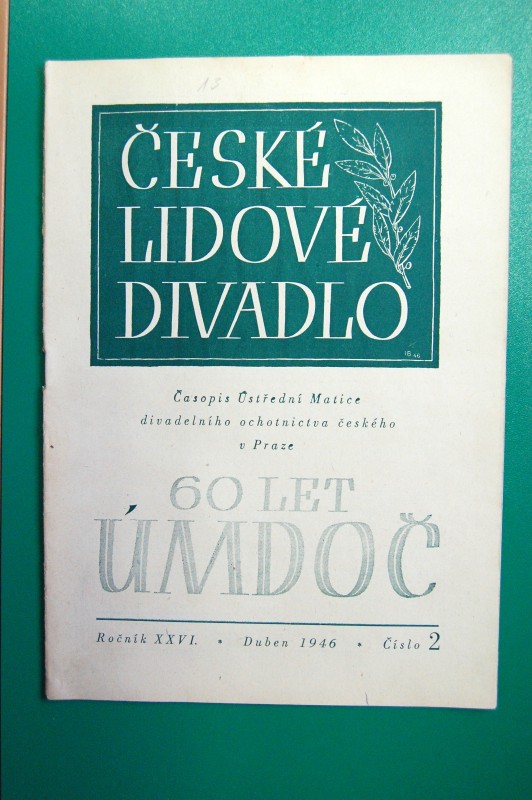 13
ČESKÉ
LIDOVÉ
DIVADLO
Časopis Ústřední Matice
divadelního ochotnictva českého
v Praze
60 LET
ÚMDOČ
Ročník XXVI. • Duben 1946 • Číslo 2